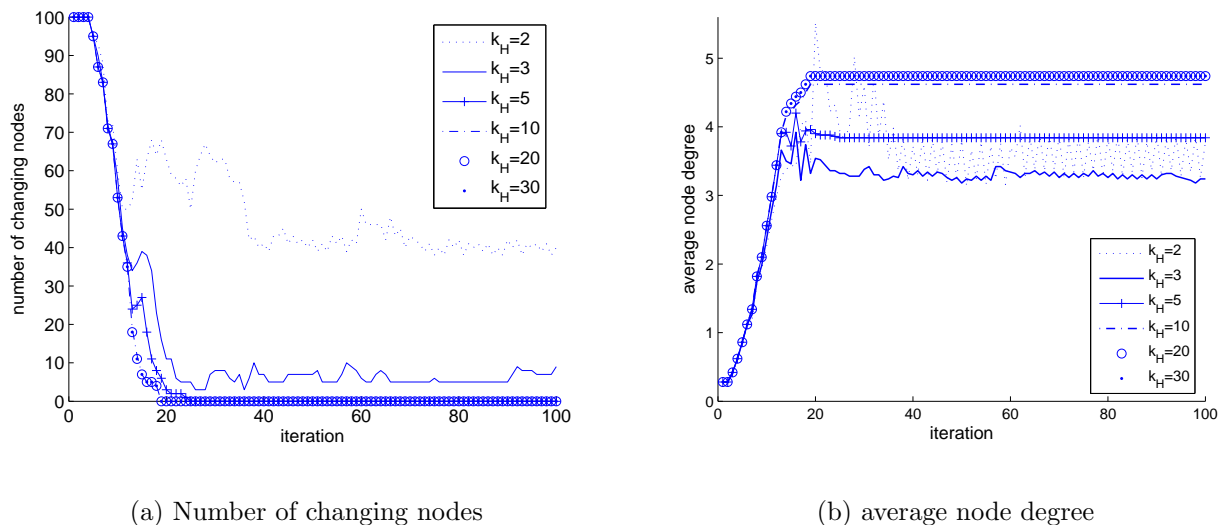 100
90
80
70
60
50
40
30
20
10
0
number of changing nodes
0 20 40 60 80 100
iteration
k_H=2
k_H=3
k_H=5
k_H=10
k_H=20
k_H=30
(a) Number of changing nodes
5
4
3
2
1
0
average node degree
0 20 40 60 80 100
iteration
k_H=2
k_H=3
k_H=5
k_H=10
k_H=20
k_H=30
(b) average node degree